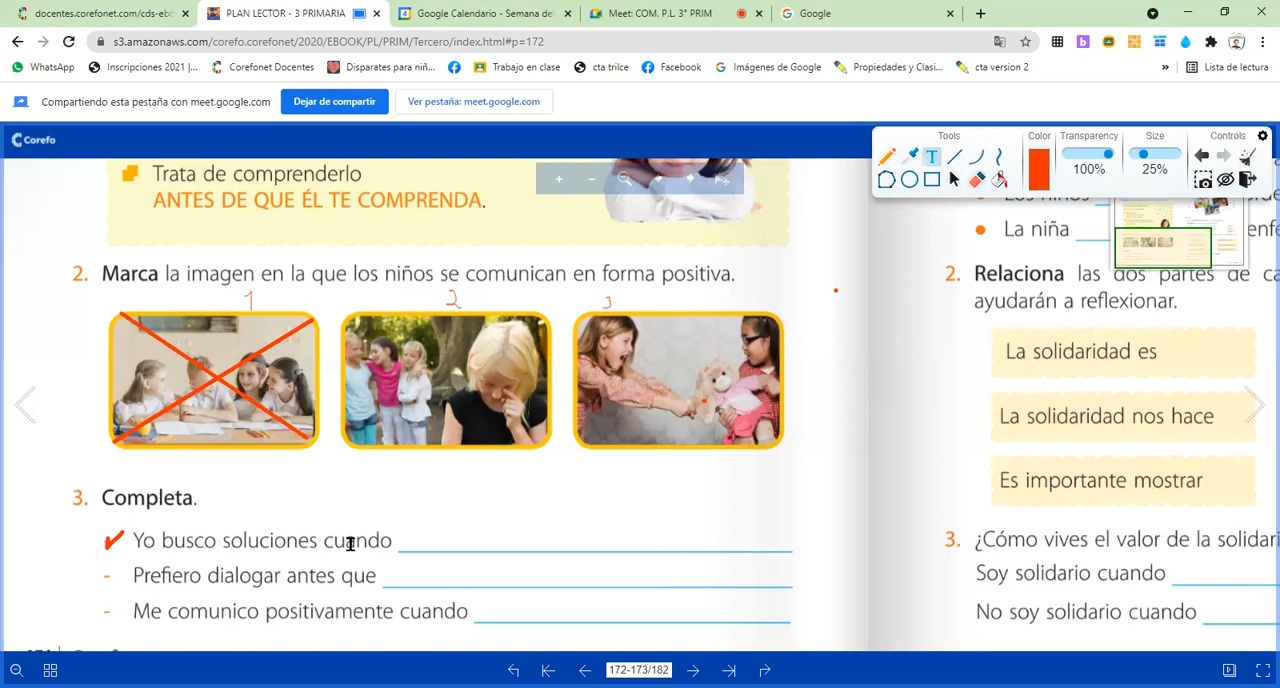 docentes.corefonet.com/cds-ebo
PLAN LECTOR - 3 PRIMARIA
Google Calendario - Semana del
Meet: COM. P.L. 3° PRIM
Google
s3.amazonaws.com/corefo.corefonet/2020/EBOOK/PL/PRIM/Tercero/index.html#p=172
WhatsApp
Inscripciones 2021 |...
Corefonet Docentes
Disparates para niñ...
Trabajo en clase
cta trilce
Facebook
Imágenes de Google
Propiedades y Clasi...
cta version 2
»
Lista de lectura
Compartiendo esta pestaña con meet.google.com
Dejar de compartir
Ver pestaña: meet.google.com
Corefo
Tools
Color
Transparency
Size
Controls
100%
25%
Trata de comprenderlo
ANTES DE QUE ÉL TE COMPRENDA.
2. Marca la imagen en la que los niños se comunican en forma positiva.
1
2
3. Completa.
Yo busco soluciones cuando
- Prefiero dialogar antes que
- Me comunico positivamente cuando
La niña
2. Relaciona las dos partes de ca
ayudarán a reflexionar.
La solidaridad es
La solidaridad nos hace
Es importante mostrar
3. ¿Cómo vives el valor de la solidari
Soy solidario cuando
No soy solidario cuando
172-173/182